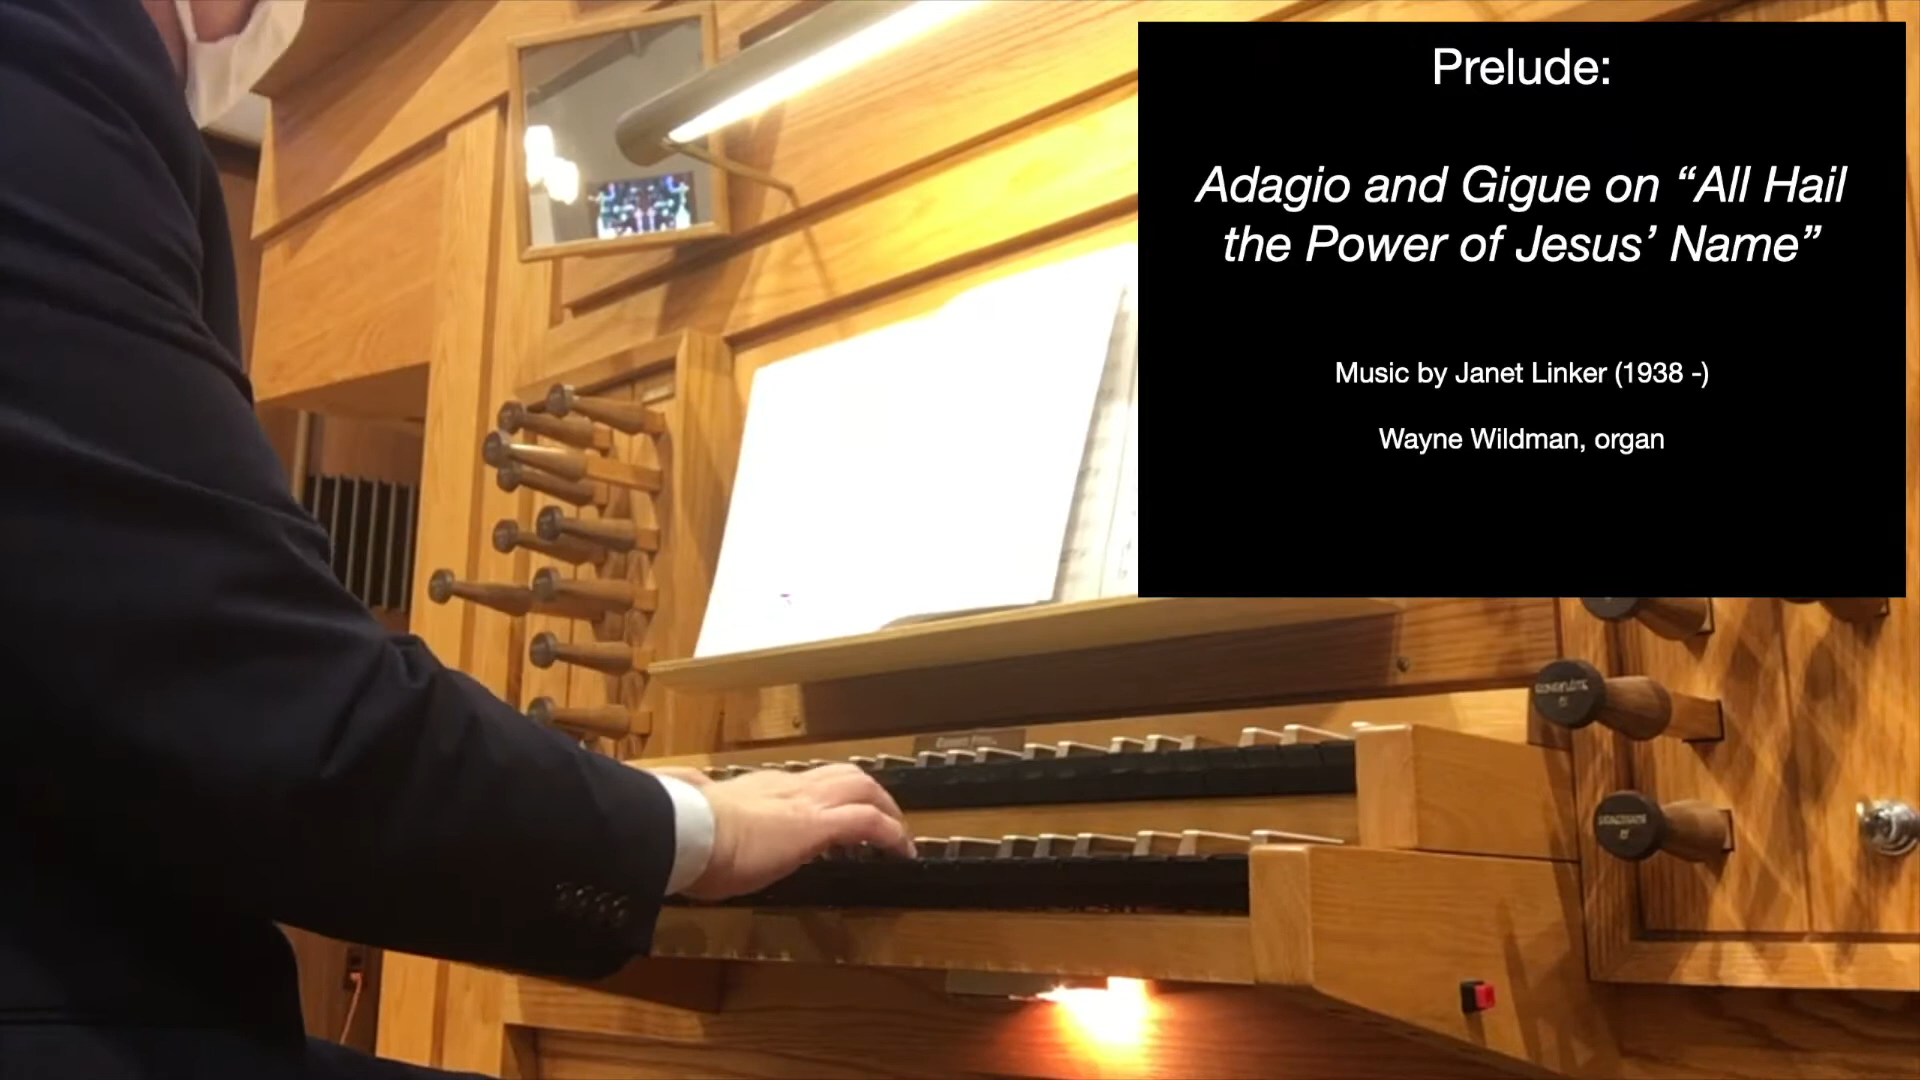 Prelude:
Adagio and Gigue on “All Hail
the Power of Jesus’ Name”
Music by Janet Linker (1938 -)
Wayne Wildman, organ